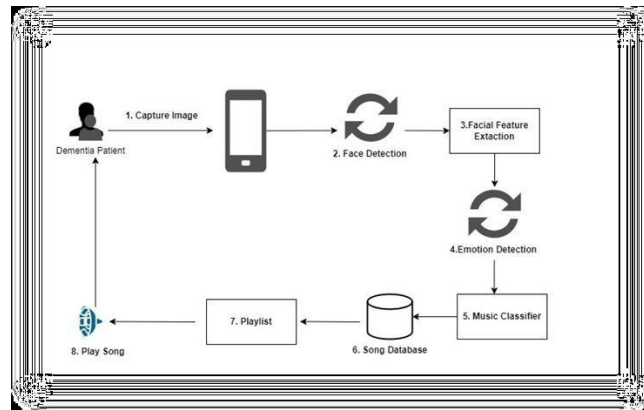 1. Capture Image
Dementia Patient
2. Face Detection
3.Facial Feature
Extaction
4.Emotion Detection
5. Music Classifier
6. Song Database
7. Playlist
8. Play Song